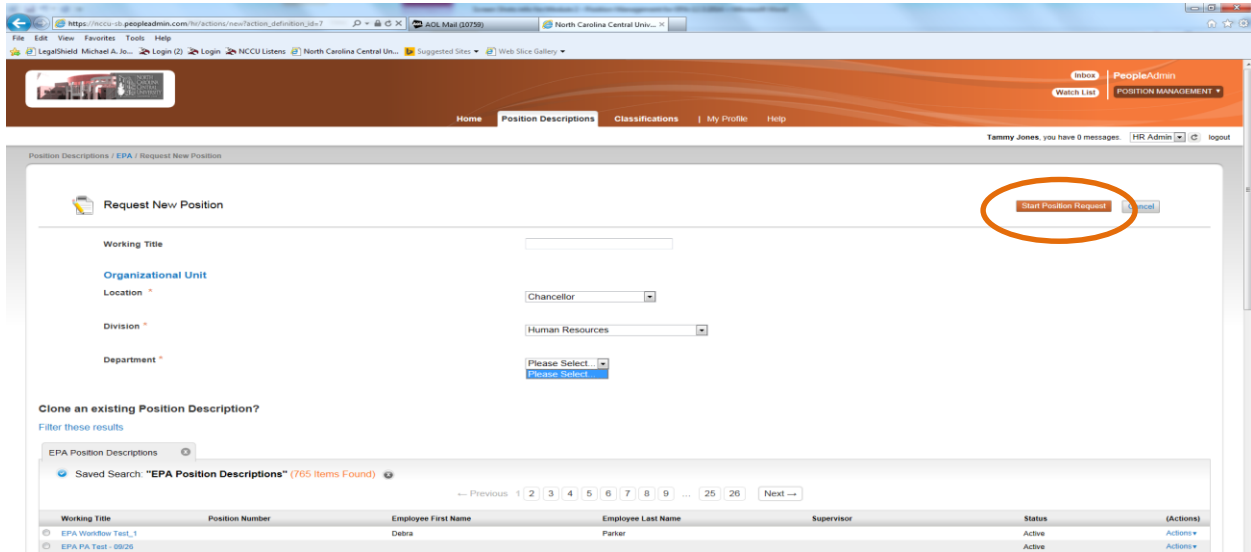 https://nccu-sb.peopleadmin.com/hr/actions/new?action_definition_id=7 AOL Mail (10759) North Carolina Central Univ...
File Edit View Favorites Tools Help
LegalShield Michael A. Jo... Login (2) Login NCCU Listens North Carolina Central Un... Suggested Sites Web Slice Gallery
NORTH CAROLINA CENTRAL UNIVERSITY
Inbox PeopleAdmin
Watch List POSITION MANAGEMENT
Home Position Descriptions Classifications | My Profile Help
Tammy Jones, you have 0 messages. HR Admin logout
Position Descriptions / EPA / Request New Position
Request New Position Start Position Request Cancel
Working Title
Organizational Unit
Location * Chancellor
Division * Human Resources
Department * Please Select...
Please Select...
Clone an existing Position Description?
Filter these results
EPA Position Descriptions
Saved Search: "EPA Position Descriptions" (765 Items Found)
← Previous 1 2 3 4 5 6 7 8 9 ... 25 26 Next →
Working Title Position Number Employee First Name Employee Last Name Supervisor Status (Actions)
EPA Workflow Test_1 Debra Parker Active Actions
EPA PA Test - 09/26 Active Actions